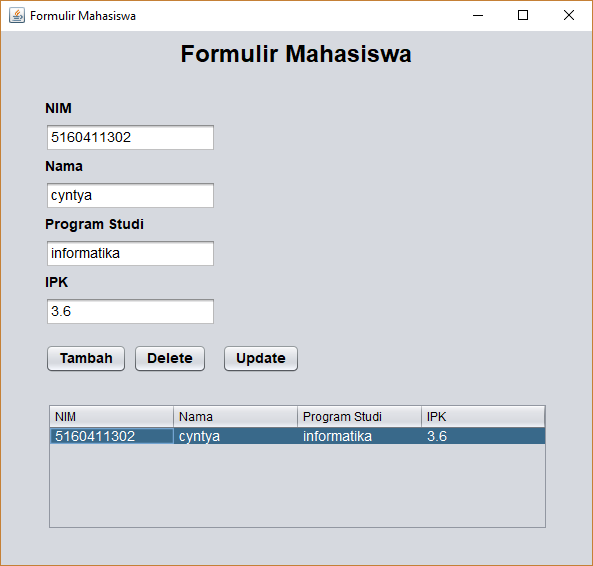 Formulir Mahasiswa
Formulir Mahasiswa
NIM
5160411302
Nama
cyntya
Program Studi
informatika
IPK
3.6
Tambah Delete Update
NIM Nama Program Studi IPK
5160411302 cyntya informatika 3.6